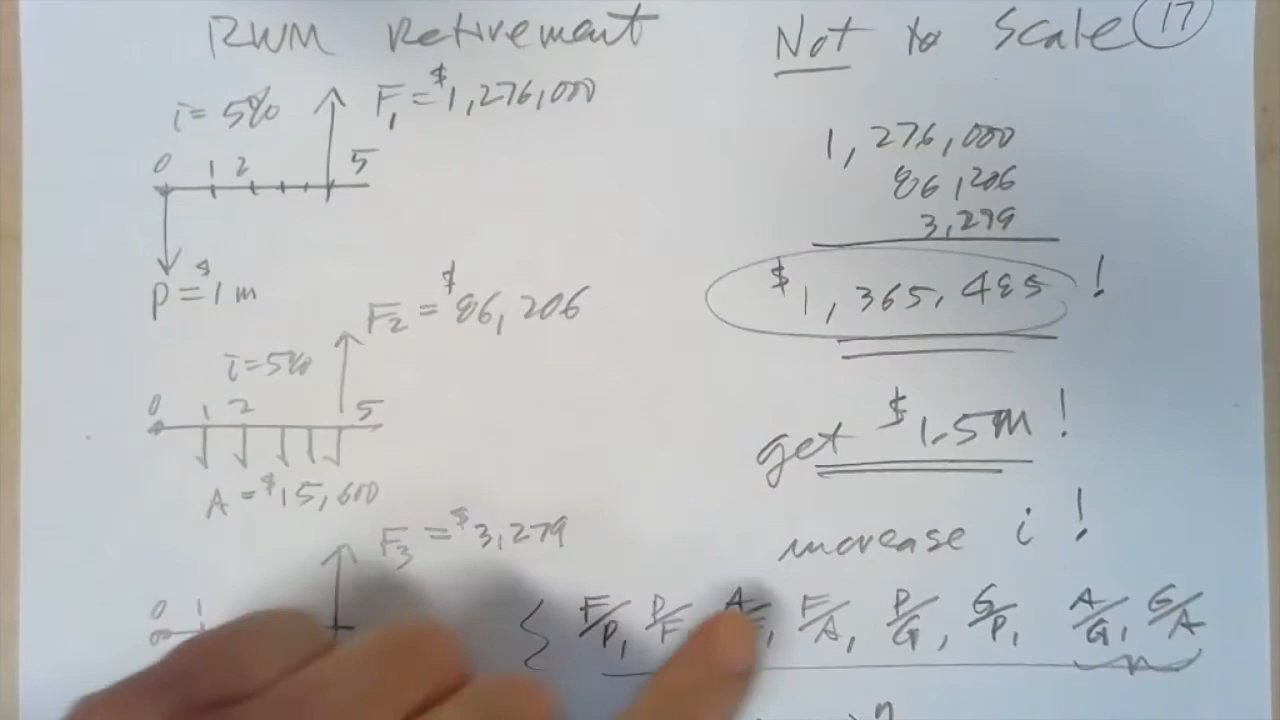 RWM Retirement
Not to Scale 17
i = 5% F1 = $1,276,000
0 1 2 5
P = $1 m
1,276,000
86,206
3,279
$1,365,485 !
F2 = $86,206
i = 5%
0 1 2 5
A = $15,600
get $1.5m !
F3 = $3,279
increase i !
0 1
{ F/P, P/F, F/A, P/G, G/P, A/G, G/A
n